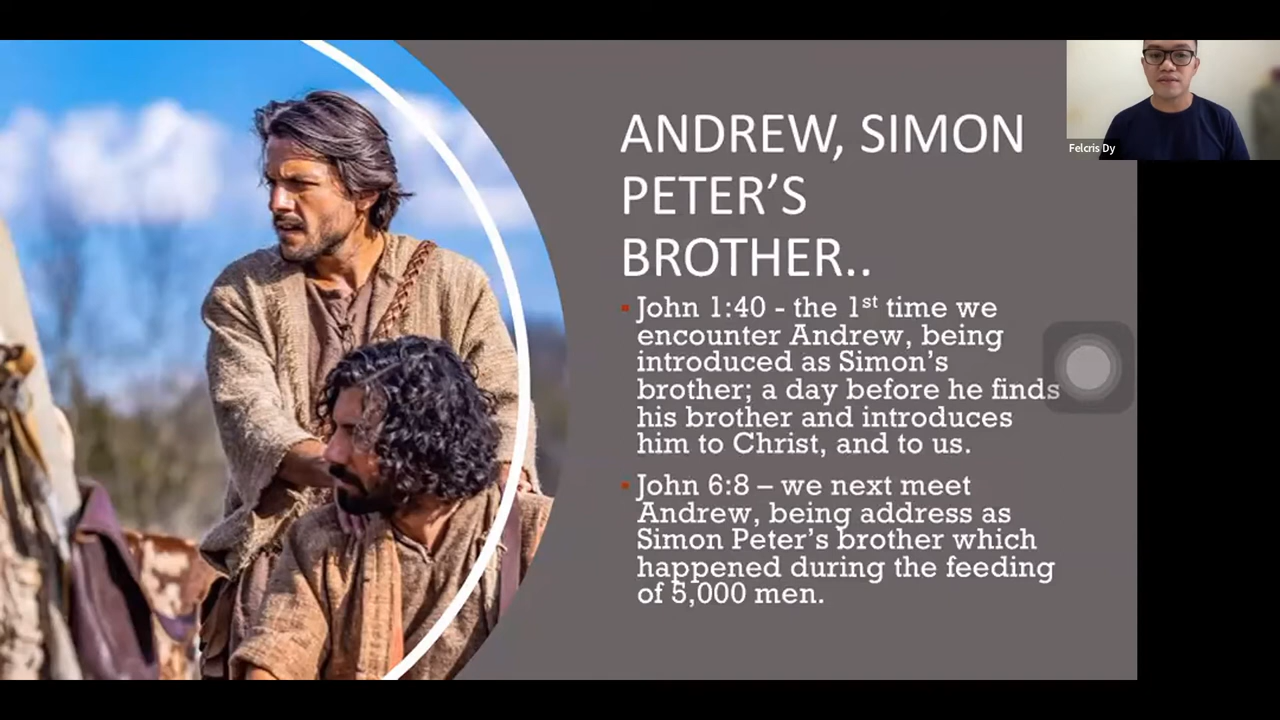 ANDREW, SIMON
PETER'S
BROTHER..
▪ John 1:40 - the 1st time we
encounter Andrew, being
introduced as Simon's
brother; a day before he finds
his brother and introduces
him to Christ, and to us.
▪ John 6:8 – we next meet
Andrew, being address as
Simon Peter's brother which
happened during the feeding
of 5,000 men.
Felcris Dy